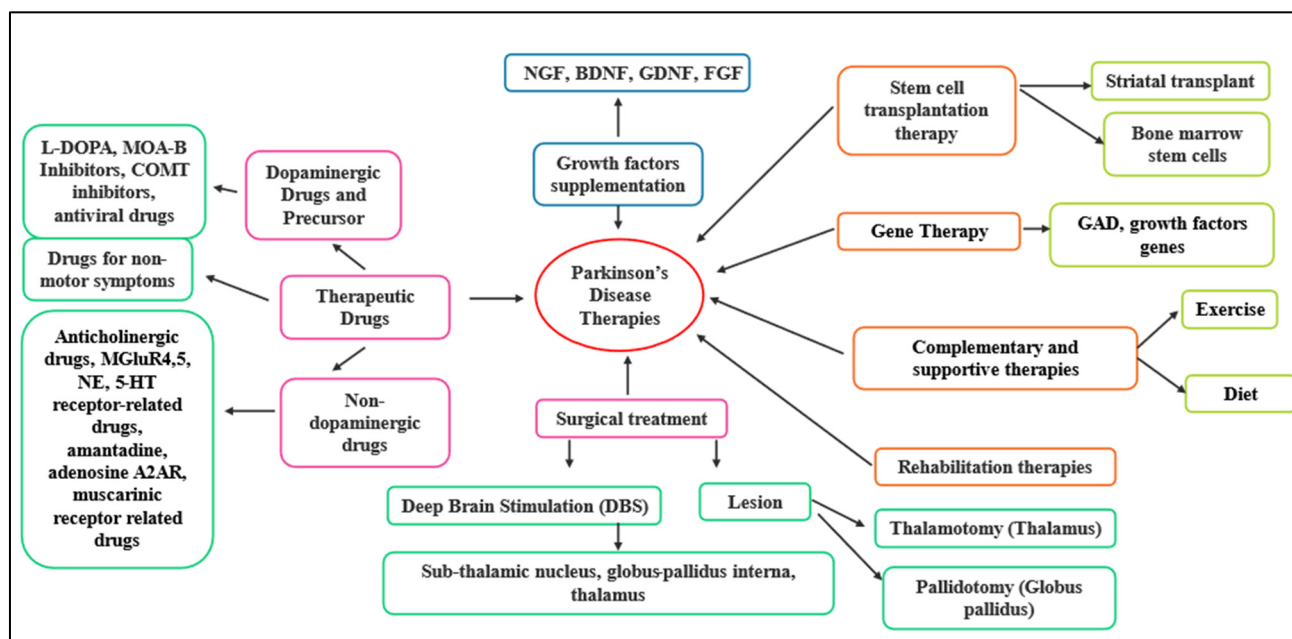 NGF, BDNF, GDNF, FGF
Growth factors
supplementation
Stem cell
transplantation
therapy
Striatal transplant
Bone marrow
stem cells
L-DOPA, MOA-B
Inhibitors, COMT
inhibitors,
antiviral drugs
Dopaminergic
Drugs and
Precursor
Drugs for non-
motor symptoms
Therapeutic
Drugs
Parkinson's
Disease
Therapies
Gene Therapy
GAD, growth factors
genes
Anticholinergic
drugs, MGluR4,5,
NE, 5-HT
receptor-related
drugs,
amantadine,
adenosine A2AR,
muscarinic
receptor related
drugs
Non-
dopaminergic
drugs
Complementary and
supportive therapies
Exercise
Diet
Surgical treatment
Rehabilitation therapies
Deep Brain Stimulation (DBS)
Sub-thalamic nucleus, globus-pallidus interna,
thalamus
Lesion
Thalamotomy (Thalamus)
Pallidotomy (Globus
pallidus)